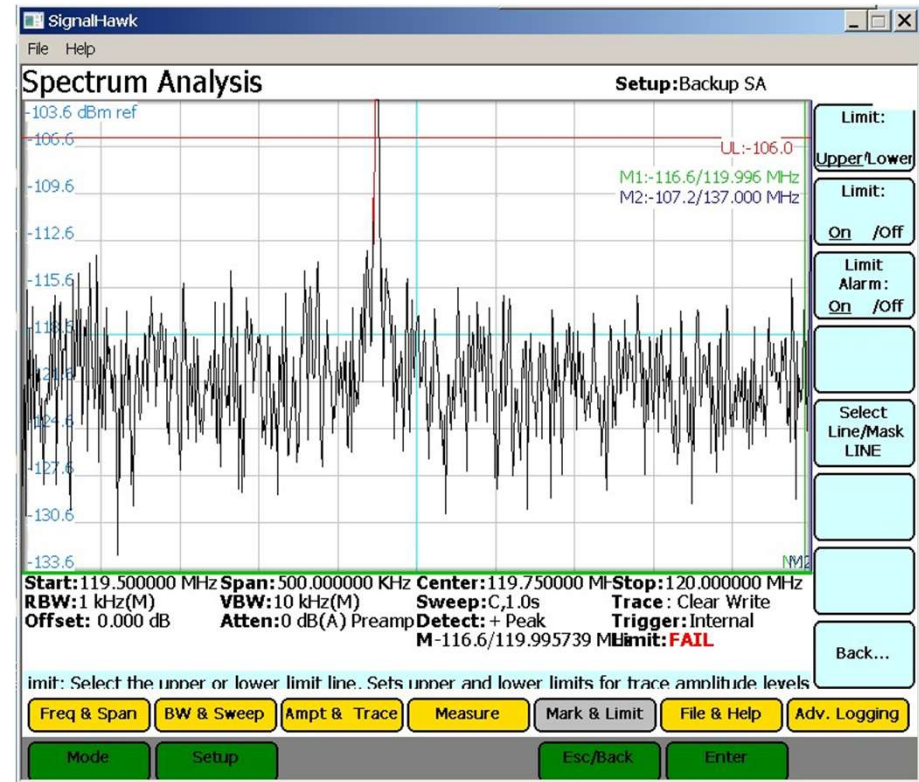 SignalHawk
File Help
Spectrum Analysis
Setup:Backup SA
-103.6 dBm ref
-106.6
UL:-106.0
M1:-116.6/119.996 MHz
-109.6
M2:-107.2/137.000 MHz
-112.6
-115.6
-118.6
-121.6
-124.6
-127.6
-130.6
-133.6
M2
Limit:
Upper/Lower
Limit:
On /Off
Limit
Alarm:
On /Off
Select
Line/Mask
LINE
Back...
Start:119.500000 MHz Span:500.000000 KHz Center:119.750000 MHStop:120.000000 MHz
RBW:1 kHz(M) VBW:10 kHz(M) Sweep:C,1.0s Trace: Clear Write
Offset: 0.000 dB Atten:0 dB(A) Preamp Detect: + Peak Trigger:Internal
M-116.6/119.995739 Limit:FAIL
imit: Select the upper or lower limit line. Sets upper and lower limits for trace amplitude levels
Freq & Span BW & Sweep Ampt & Trace Measure Mark & Limit File & Help Adv. Logging
Mode Setup Esc/Back Enter